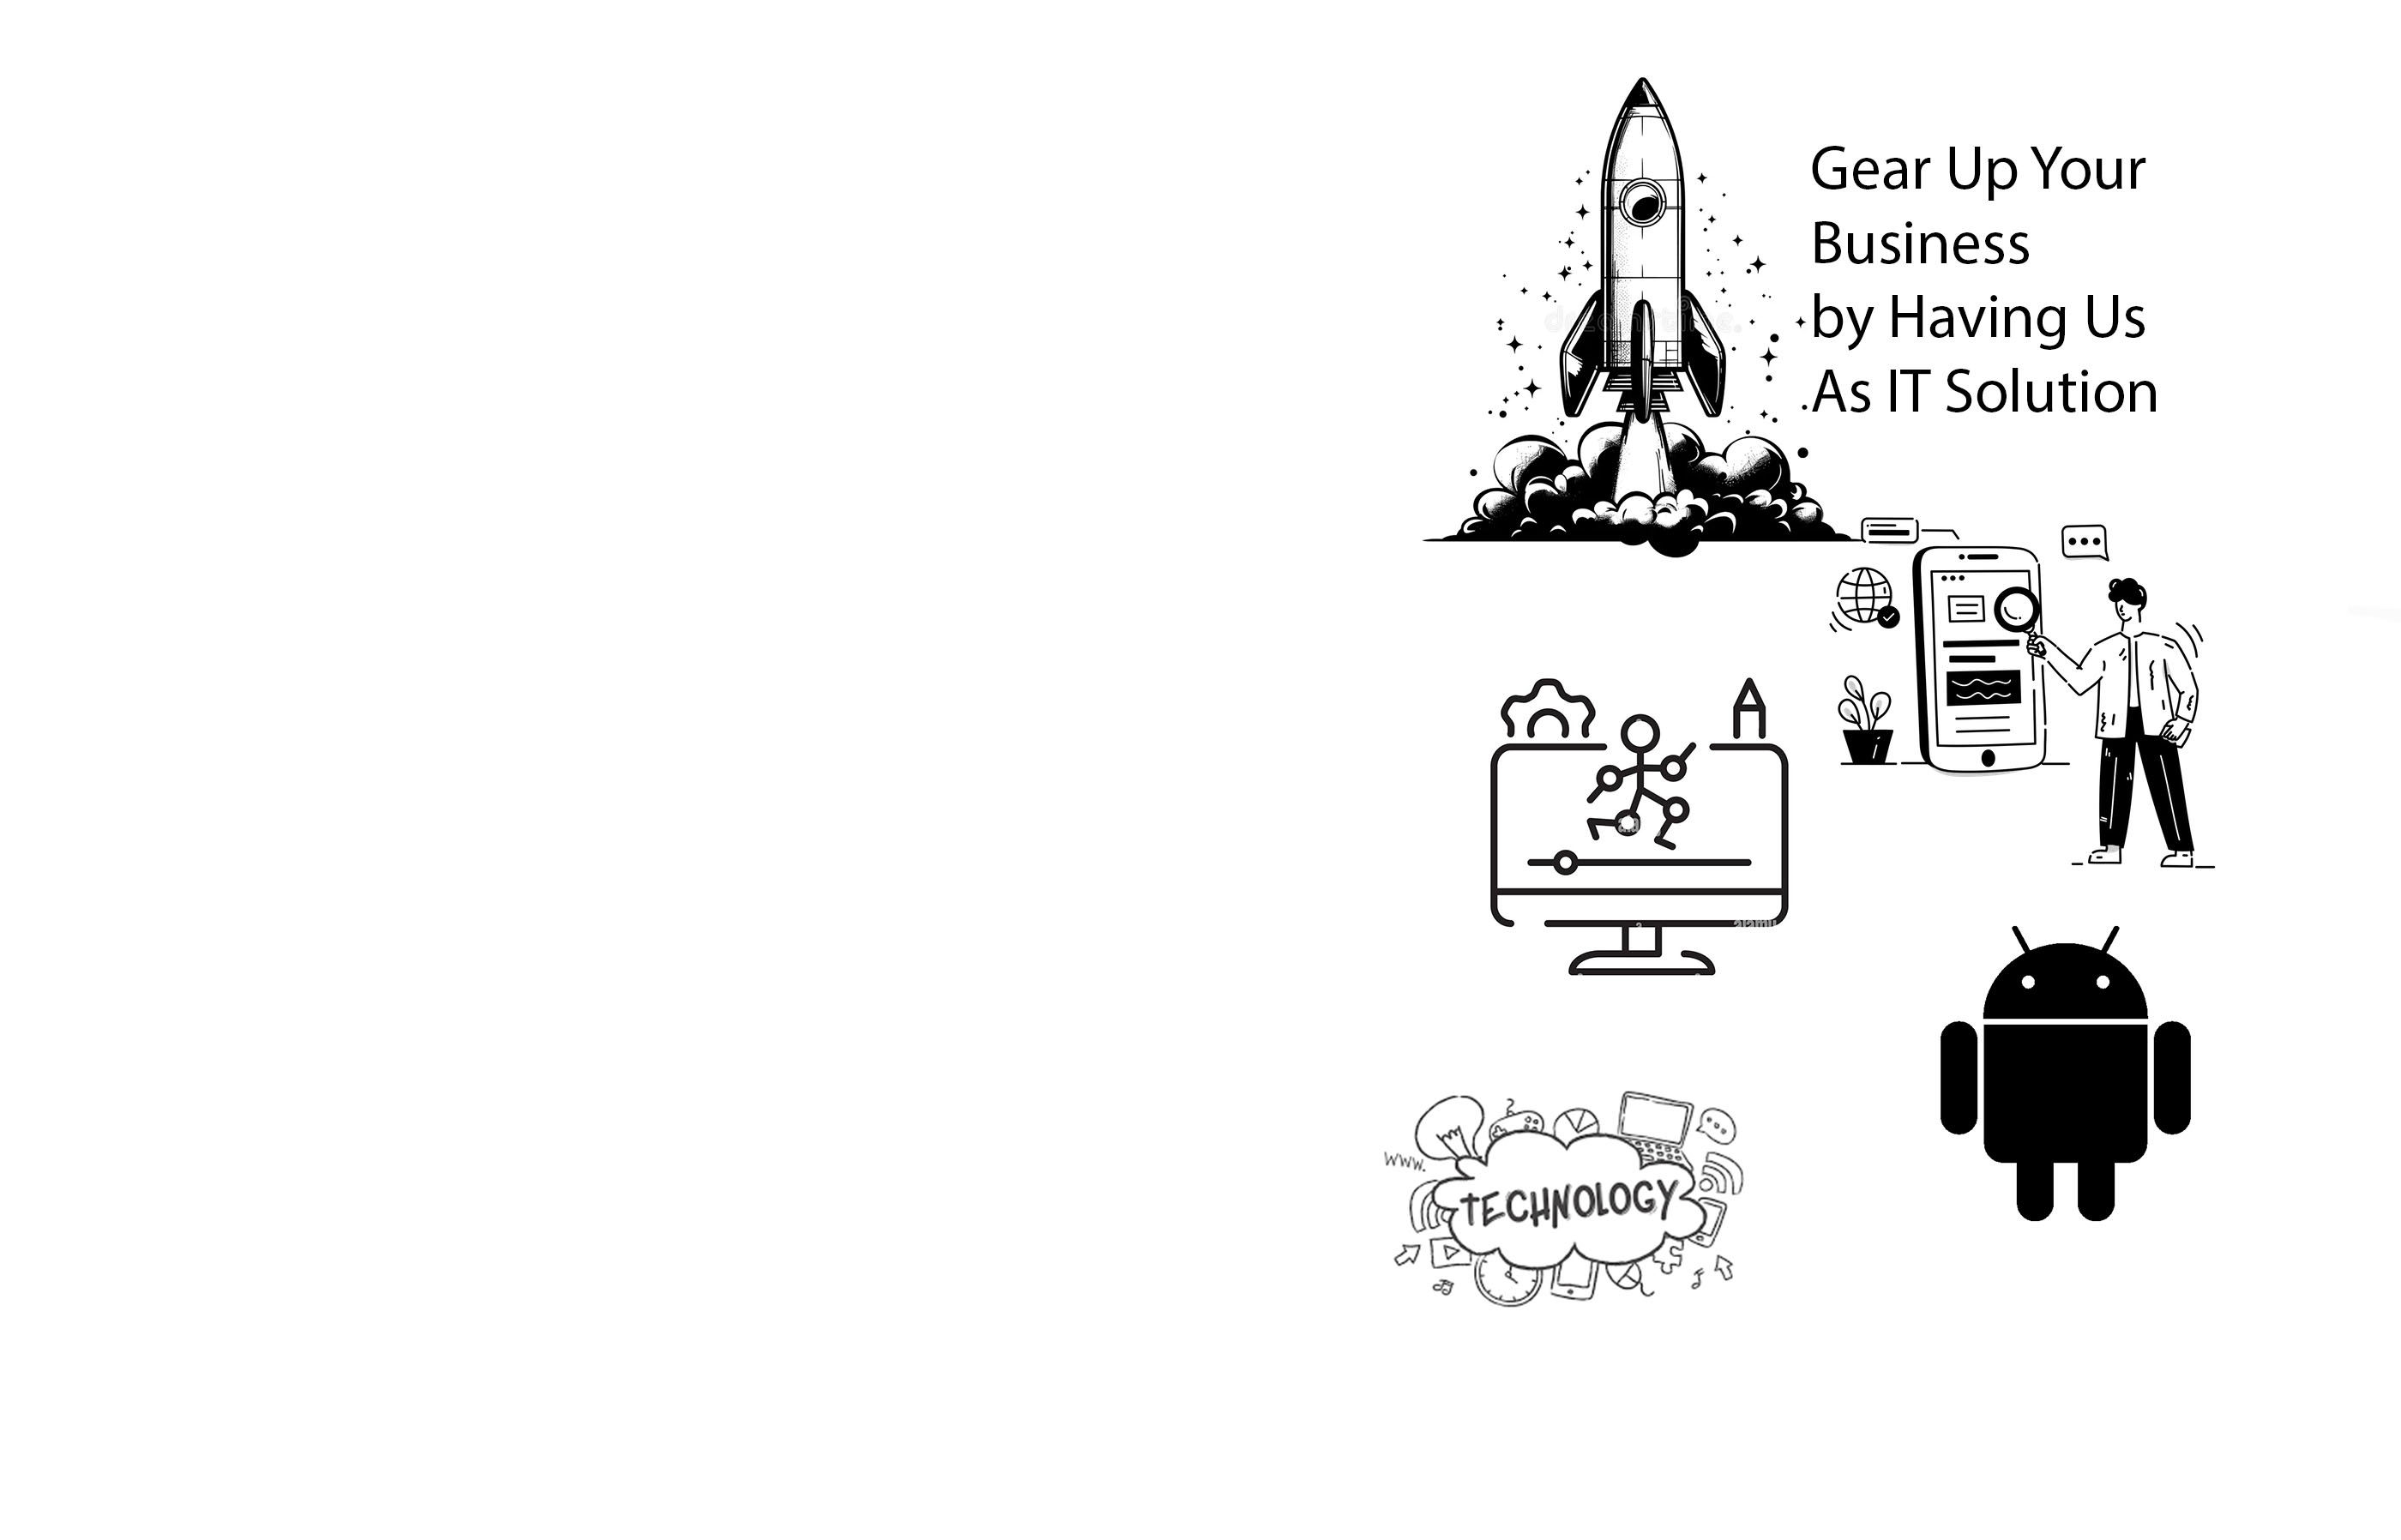 Gear Up Your
Business
by Having Us
As IT Solution
www.
TECHNOLOGY